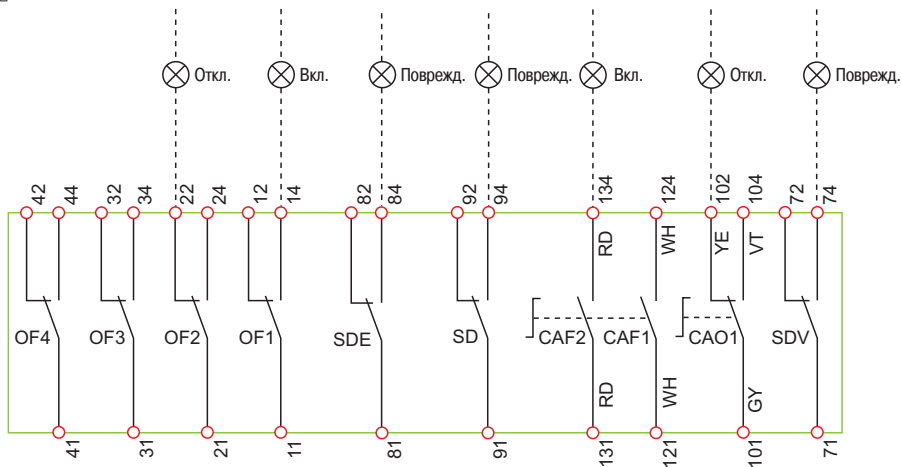 Откл. Вкл. Поврежд. Поврежд. Вкл. Откл. Поврежд.
42 44 32 34 22 24 12 14 82 84 92 94 134 124 102 104 72 74
RD WH YE VT
OF4 OF3 OF2 OF1 SDE SD CAF2 CAF1 CAO1 SDV
RD WH GY
41 31 21 11 81 91 131 121 101 71